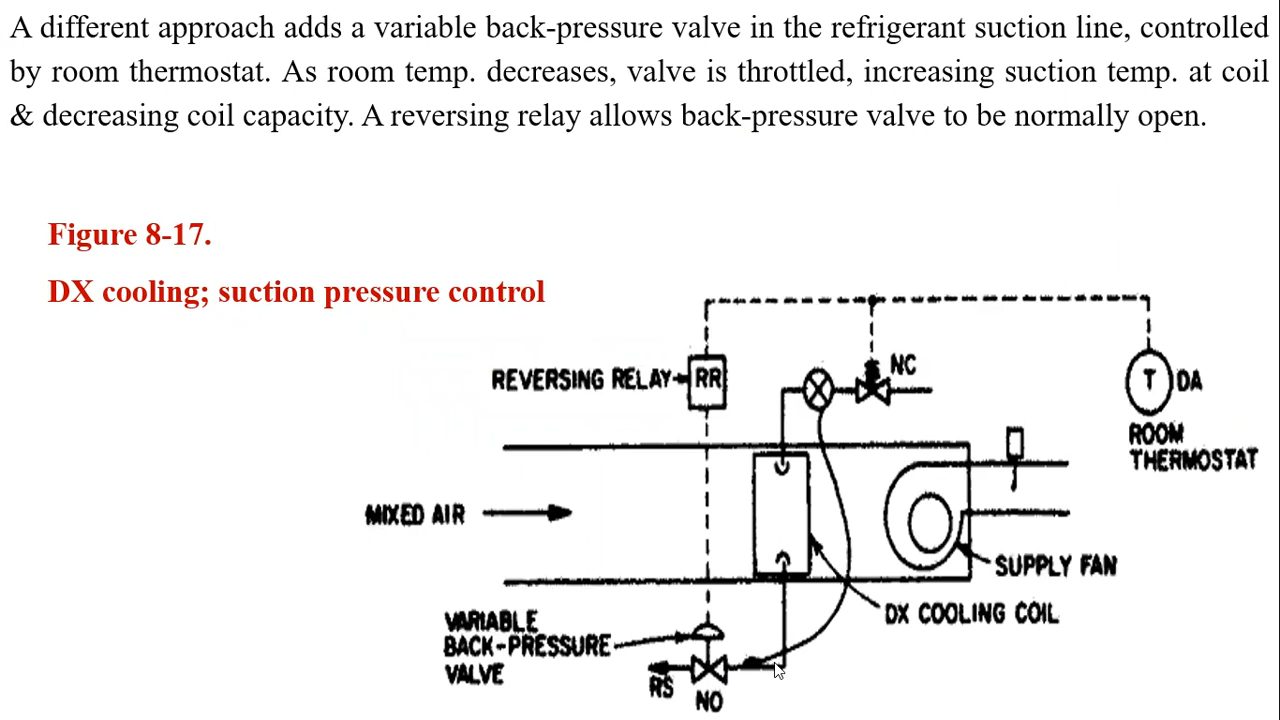 A different approach adds a variable back-pressure valve in the refrigerant suction line, controlled
by room thermostat. As room temp. decreases, valve is throttled, increasing suction temp. at coil
& decreasing coil capacity. A reversing relay allows back-pressure valve to be normally open.
Figure 8-17.
DX cooling; suction pressure control
REVERSING RELAY
RR
NC
T
DA
ROOM
THERMOSTAT
MIXED AIR
SUPPLY FAN
DX COOLING COIL
VARIABLE
BACK-PRESSURE
VALVE
RS
NO